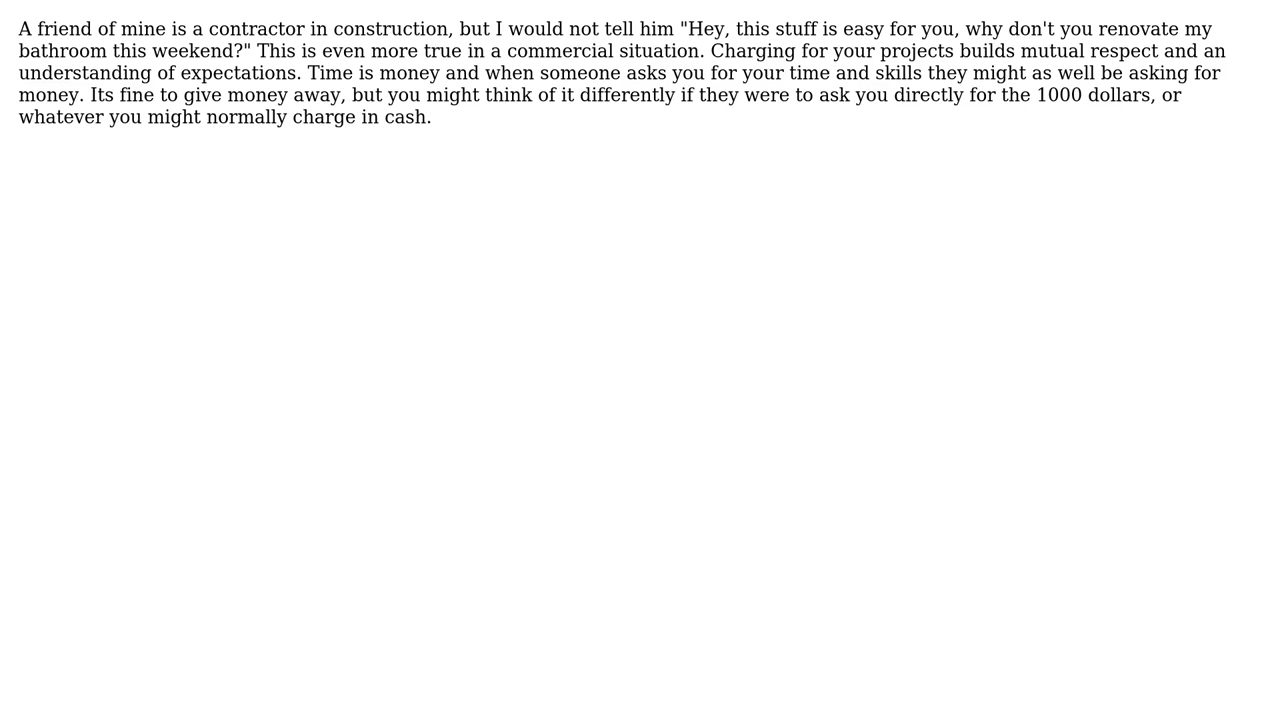 A friend of mine is a contractor in construction, but I would not tell him "Hey, this stuff is easy for you, why don't you renovate my
bathroom this weekend?" This is even more true in a commercial situation. Charging for your projects builds mutual respect and an
understanding of expectations. Time is money and when someone asks you for your time and skills they might as well be asking for
money. Its fine to give money away, but you might think of it differently if they were to ask you directly for the 1000 dollars, or
whatever you might normally charge in cash.